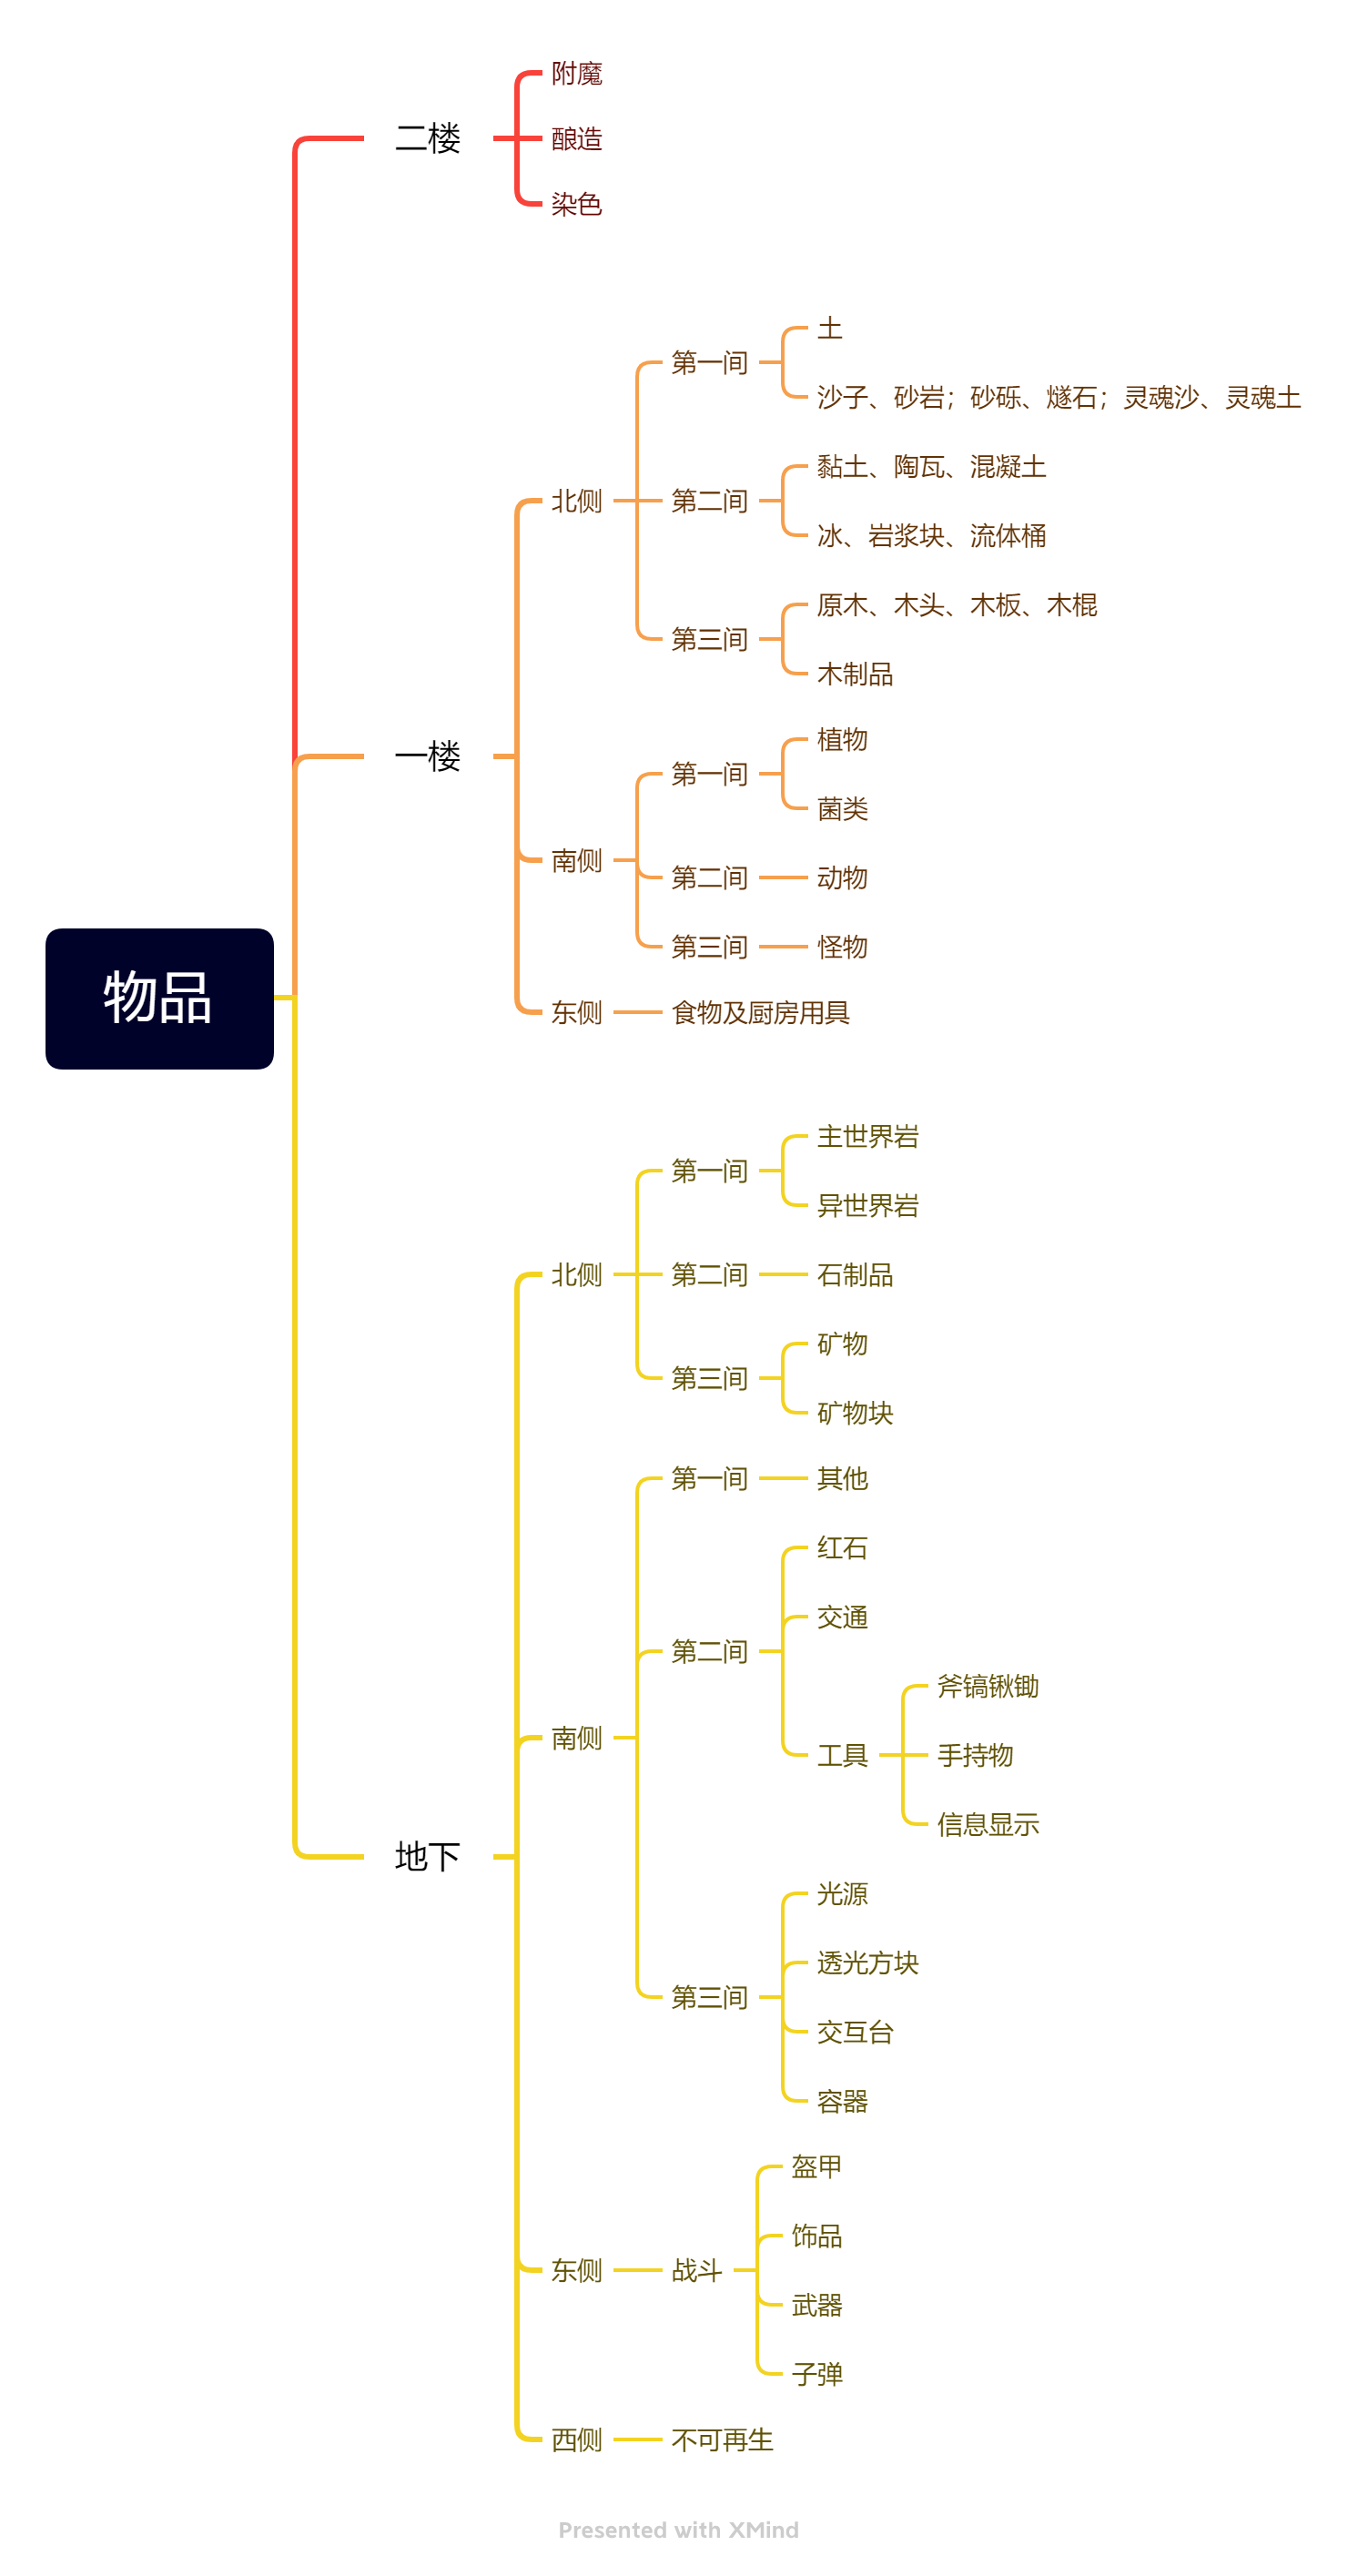 物品
二楼
附魔
酿造
染色
一楼
北侧
第一间
土
沙子、砂岩；砂砾、燧石；灵魂沙、灵魂土
第二间
黏土、陶瓦、混凝土
冰、岩浆块、流体桶
第三间
原木、木头、木板、木棍
木制品
南侧
第一间
植物
菌类
第二间
动物
第三间
怪物
东侧
食物及厨房用具
地下
北侧
第一间
主世界岩
异世界岩
第二间
石制品
第三间
矿物
矿物块
南侧
第一间
其他
第二间
红石
交通
工具
斧镐锹锄
手持物
信息显示
第三间
光源
透光方块
交互台
容器
东侧
战斗
盔甲
饰品
武器
子弹
西侧
不可再生
Presented with XMind